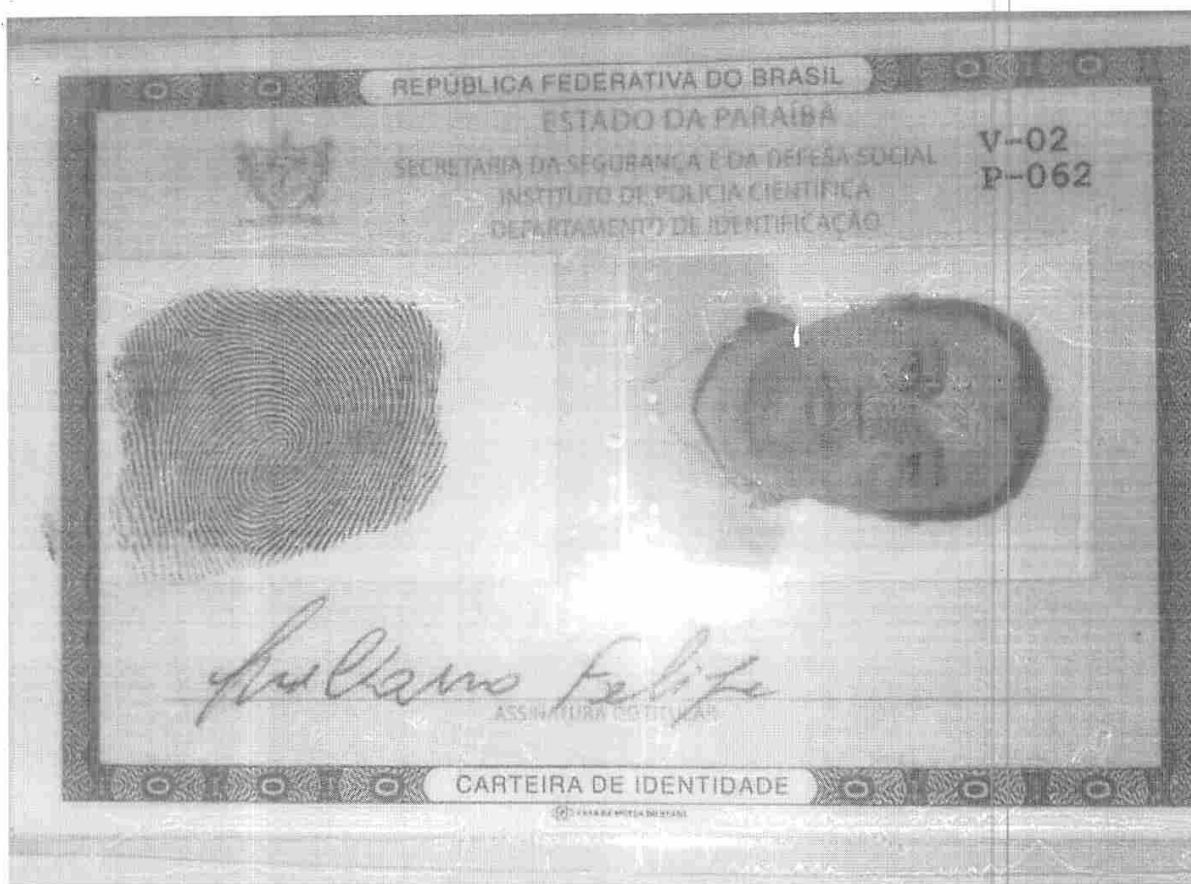 REPÚBLICA FEDERATIVA DO BRASIL
ESTADO DA PARAÍBA
SECRETARIA DA SEGURANÇA E DA DEFESA SOCIAL
INSTITUTO DE POLÍCIA CIENTÍFICA
DEPARTAMENTO DE IDENTIFICAÇÃO
V-02
P-062
Felipe
ASSINATURA DO TITULAR
CARTEIRA DE IDENTIDADE